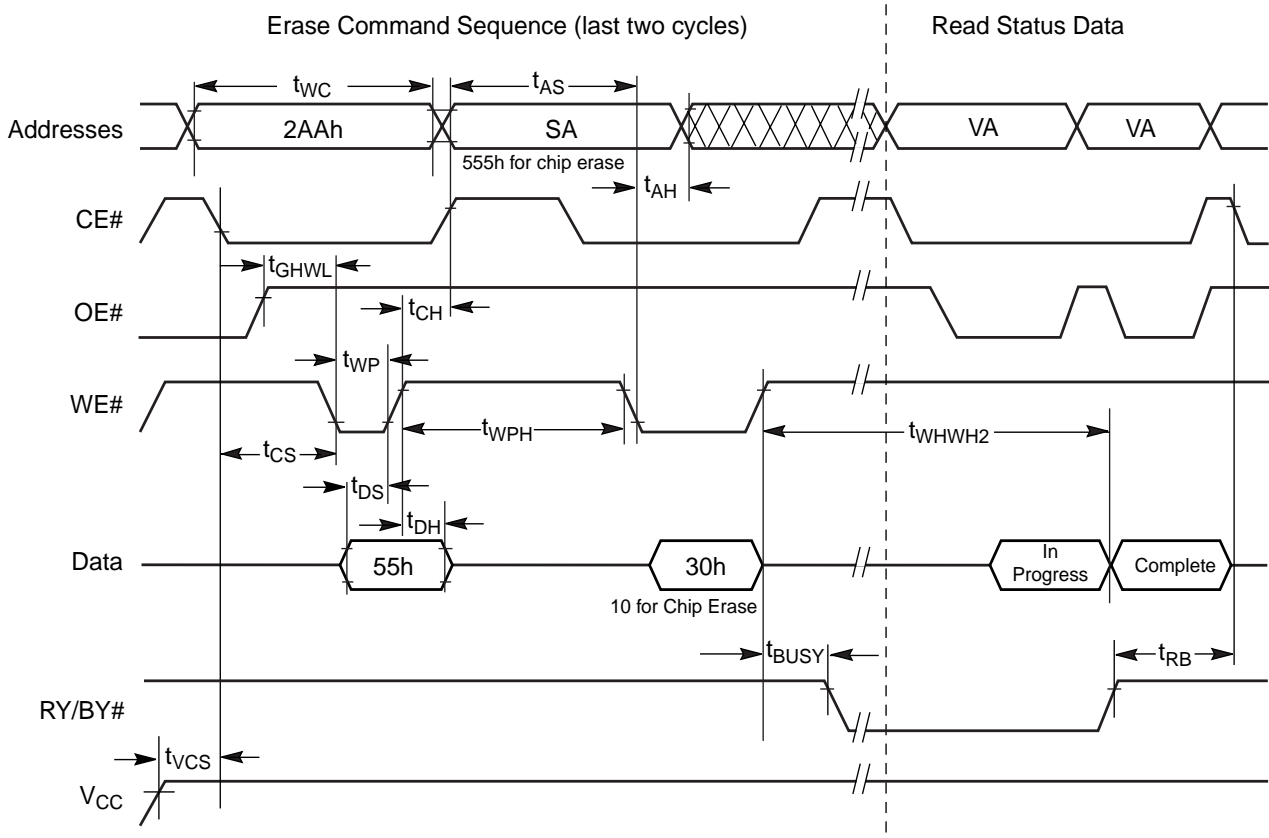 Erase Command Sequence (last two cycles)
Read Status Data
tWC
tAS
Addresses
2AAh
SA
VA
VA
555h for chip erase
tAH
CE#
tGHWL
OE#
tCH
tWP
WE#
tWPH
tWHWH2
tCS
tDS
tDH
Data
55h
30h
In
Progress
Complete
10 for Chip Erase
tBUSY
tRB
RY/BY#
tVCS
VCC